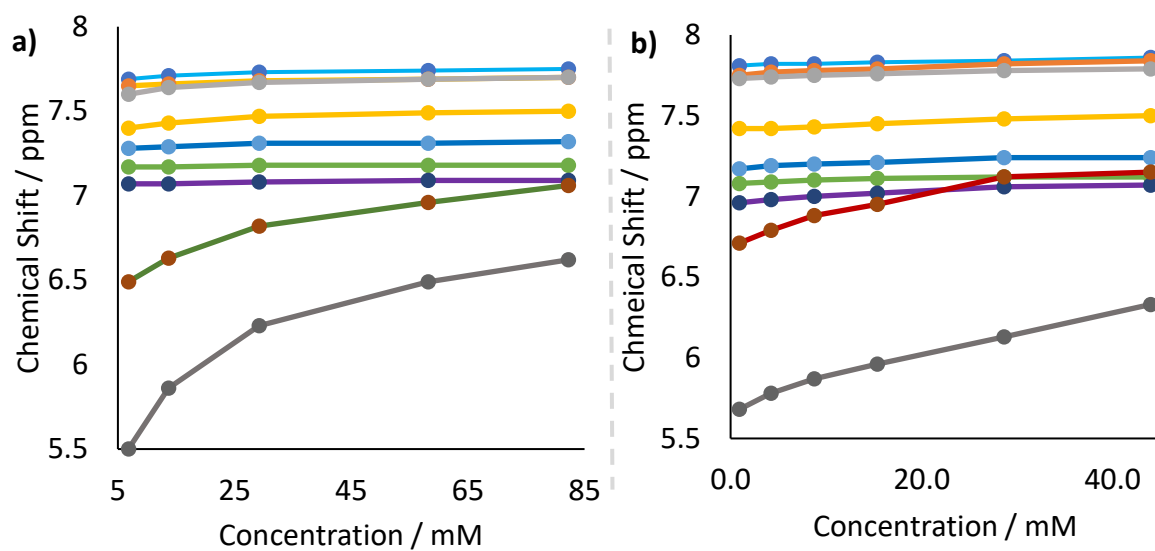 a)
8
7.5
7
6.5
6
5.5
5 25 45 65 85
Chemical Shift / ppm
Concentration / mM
b)
8
7.5
7
6.5
6
5.5
0.0 20.0 40.0
Chmeical Shift / ppm
Concentration / mM